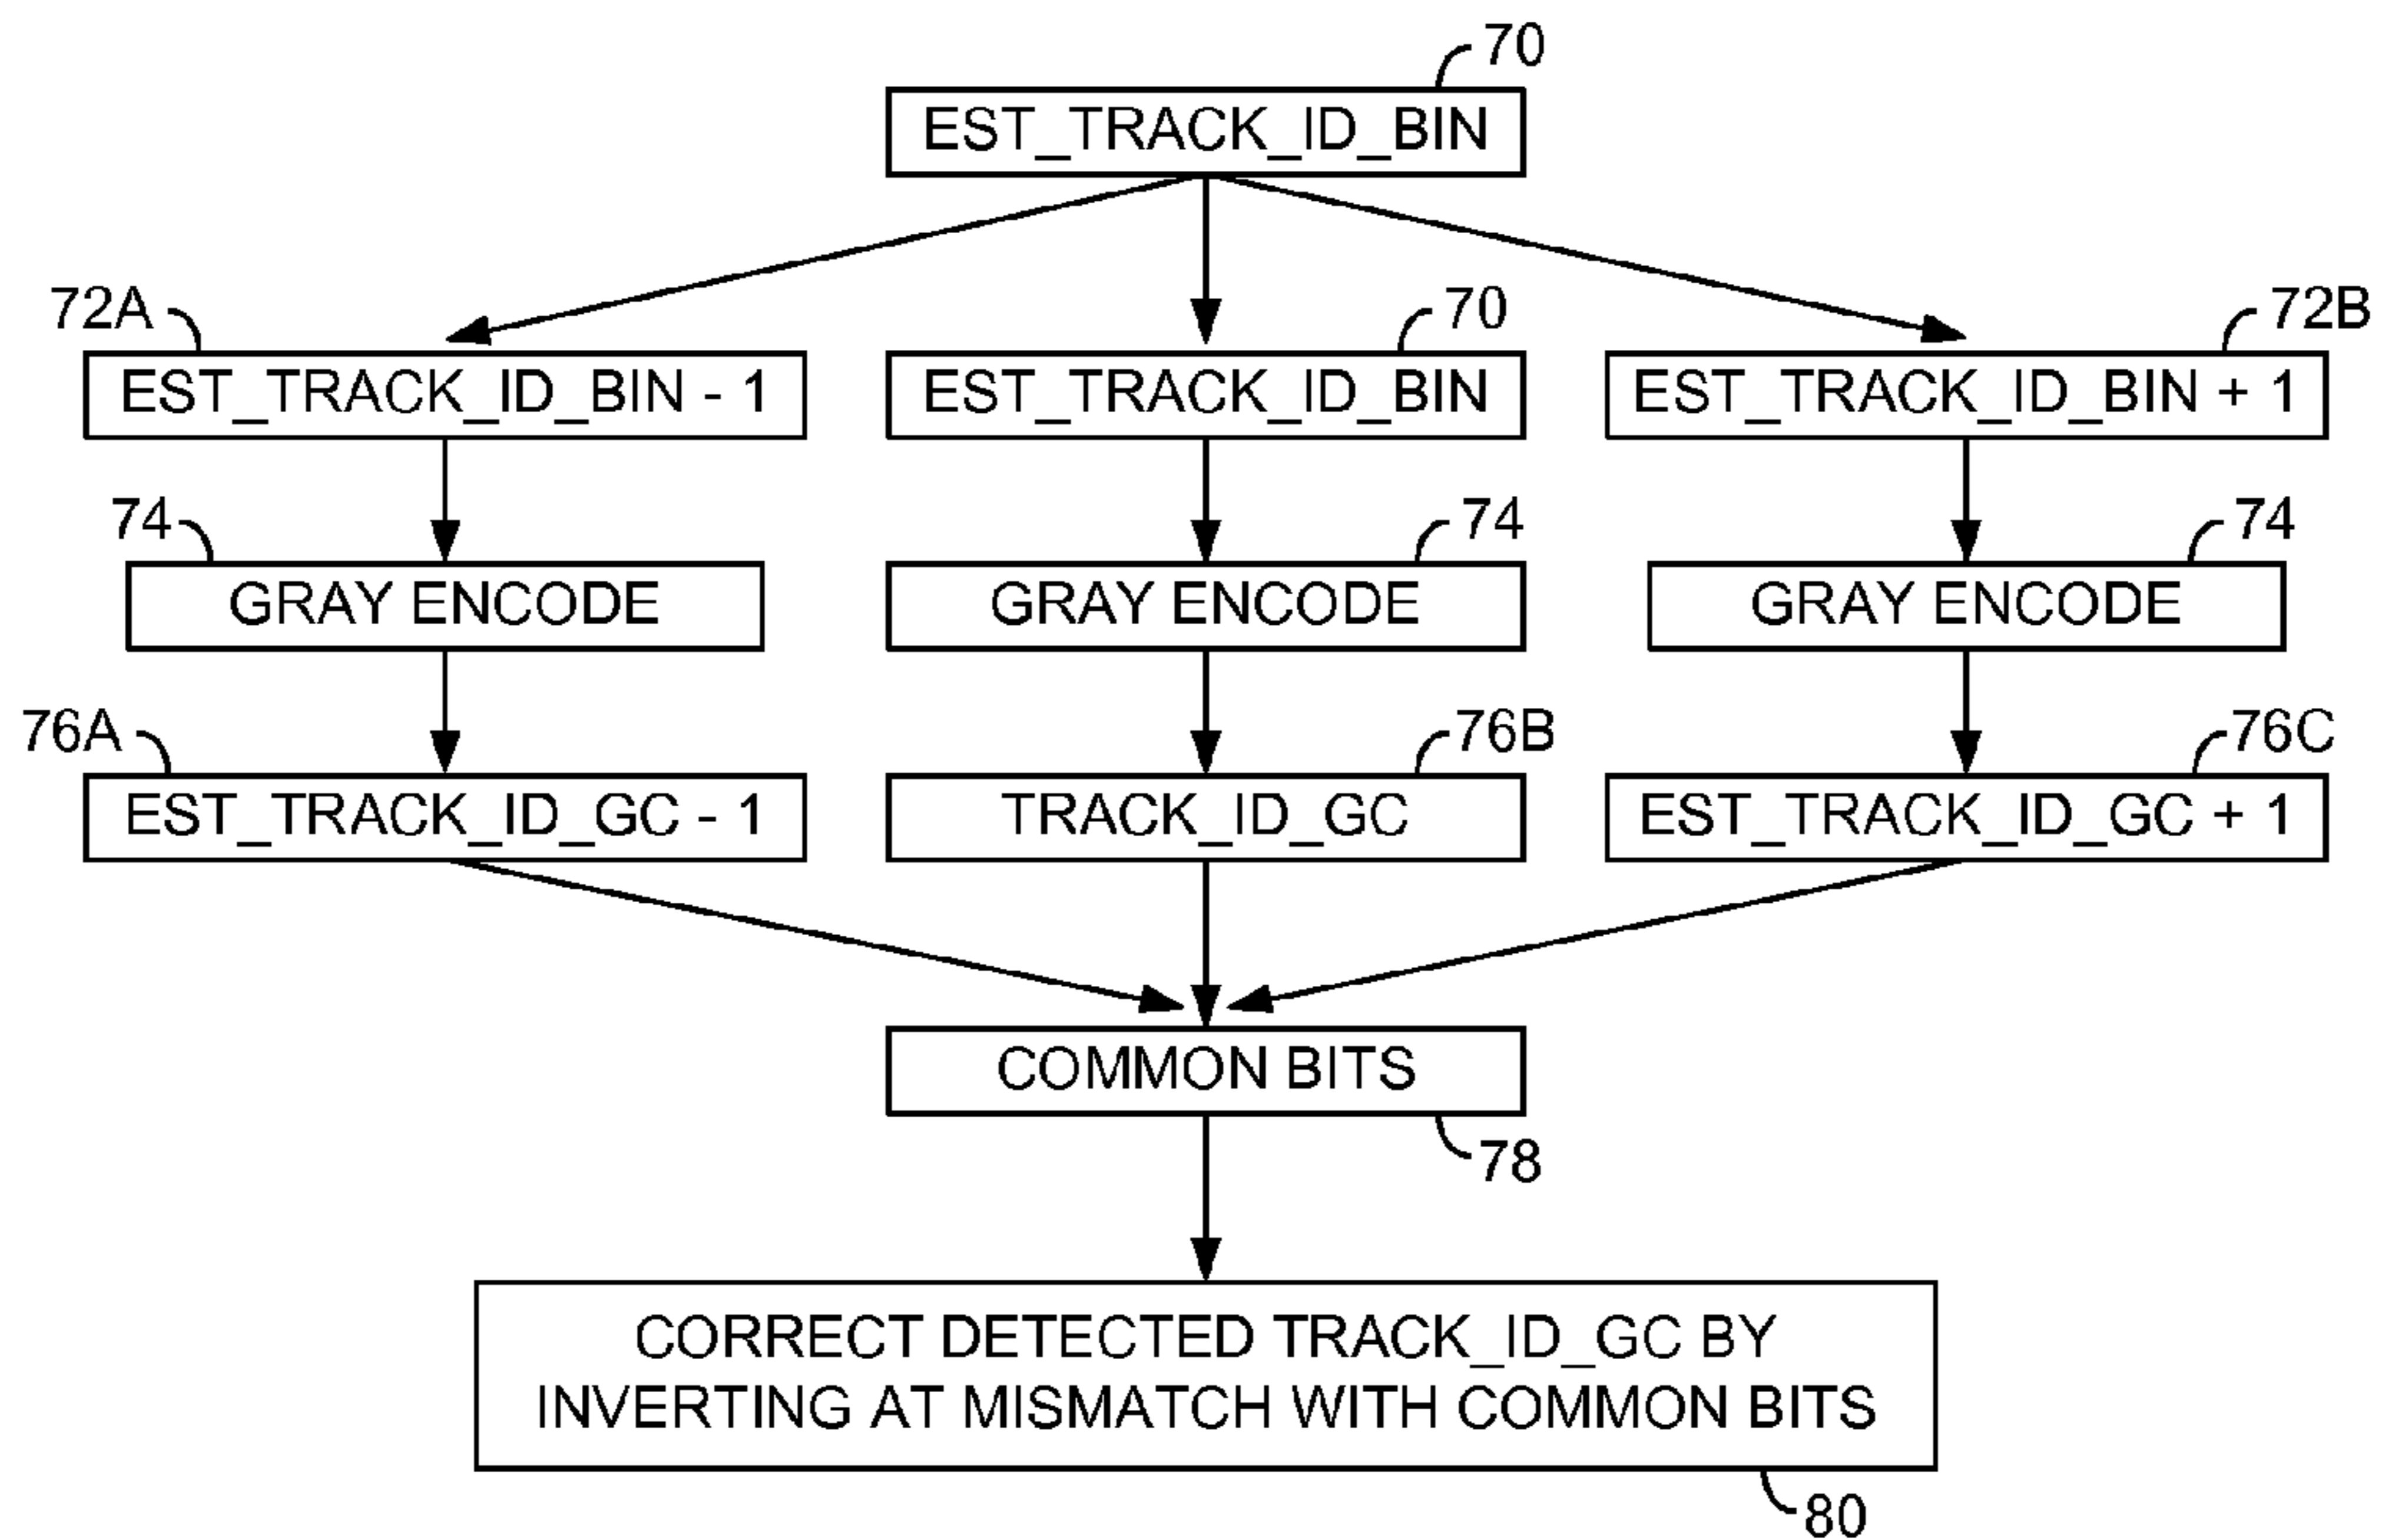 70
EST_TRACK_ID_BIN
72A
70
72B
EST_TRACK_ID_BIN - 1
EST_TRACK_ID_BIN
EST_TRACK_ID_BIN + 1
74
74
74
GRAY ENCODE
GRAY ENCODE
GRAY ENCODE
76A
76B
76C
EST_TRACK_ID_GC - 1
TRACK_ID_GC
EST_TRACK_ID_GC + 1
COMMON BITS
78
CORRECT DETECTED TRACK_ID_GC BY
INVERTING AT MISMATCH WITH COMMON BITS
80